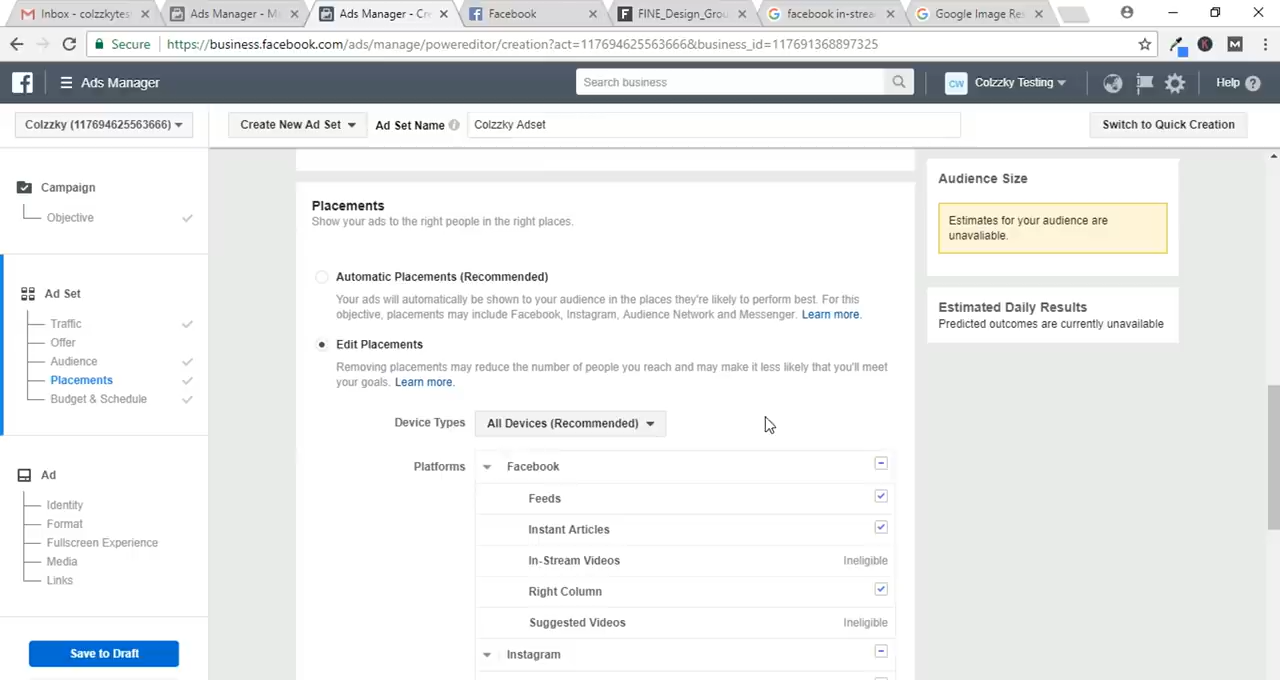 Inbox - colzzkytes
Ads Manager - M
Ads Manager - Cr
Facebook
FINE_Design_Grou
facebook in-strea
Google Image Res
Secure
https://business.facebook.com/ads/manage/powereditor/creation?act=117694625563666&business_id=117691368897325
Ads Manager
Search business
CW
Colzzky Testing
Help
Colzzky (117694625563666)
Create New Ad Set
Ad Set Name
Colzzky Adset
Switch to Quick Creation
Campaign
Objective
Ad Set
Traffic
Offer
Audience
Placements
Budget & Schedule
Ad
Identity
Format
Fullscreen Experience
Media
Links
Save to Draft
Placements
Show your ads to the right people in the right places.
Automatic Placements (Recommended)
Your ads will automatically be shown to your audience in the places they're likely to perform best. For this
objective, placements may include Facebook, Instagram, Audience Network and Messenger. Learn more.
Edit Placements
Removing placements may reduce the number of people you reach and may make it less likely that you'll meet
your goals. Learn more.
Device Types
All Devices (Recommended)
Platforms
Facebook
Feeds
Instant Articles
In-Stream Videos
Ineligible
Right Column
Suggested Videos
Ineligible
Instagram
Audience Size
Estimates for your audience are
unavaliable.
Estimated Daily Results
Predicted outcomes are currently unavailable